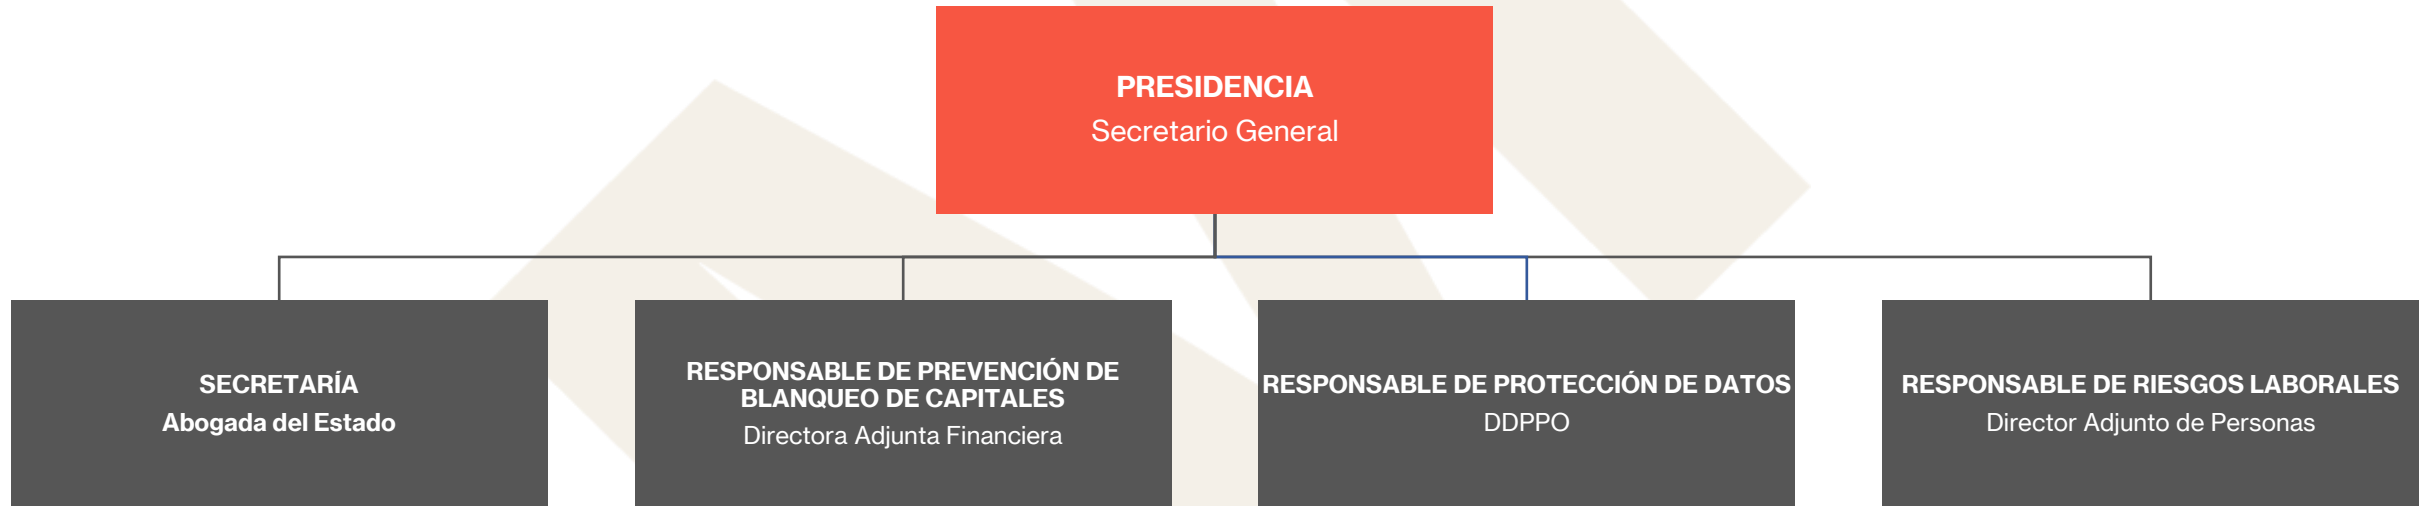 PRESIDENCIA
Secretario General
SECRETARÍA
Abogada del Estado
RESPONSABLE DE PREVENCIÓN DE
BLANQUEO DE CAPITALES
Directora Adjunta Financiera
RESPONSABLE DE PROTECCIÓN DE DATOS
DDPPO
RESPONSABLE DE RIESGOS LABORALES
Director Adjunto de Personas